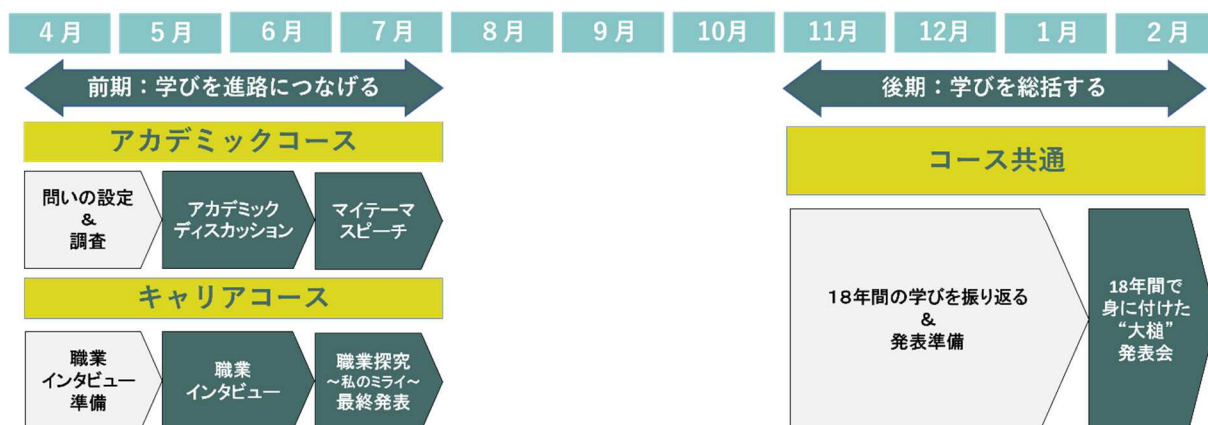 4月 5月 6月 7月 8月 9月 10月 11月 12月 1月 2月
前期：学びを進路につなげる
後期：学びを総括する
アカデミックコース
コース共通
問いの設定
&
調査
アカデミック
ディスカッション
マイテーマ
スピーチ
キャリアコース
職業
インタビュー
準備
職業
インタビュー
職業探究
～私のミライ～
最終発表
18年間の学びを振り返る
&
発表準備
18年間で
身に付けた
“大槌”
発表会